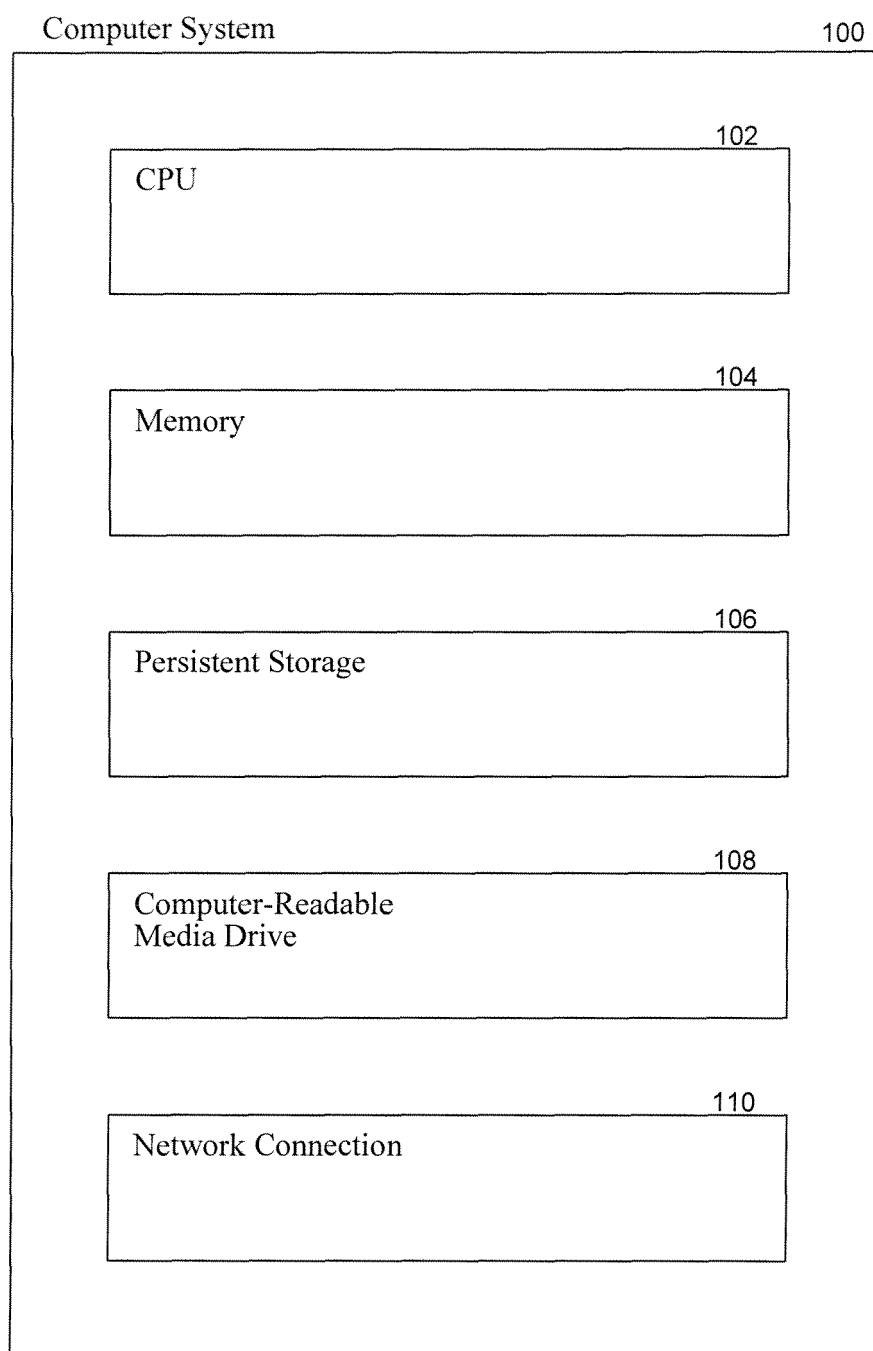 Computer System 100
102
CPU
104
Memory
106
Persistent Storage
108
Computer-Readable
Media Drive
110
Network Connection